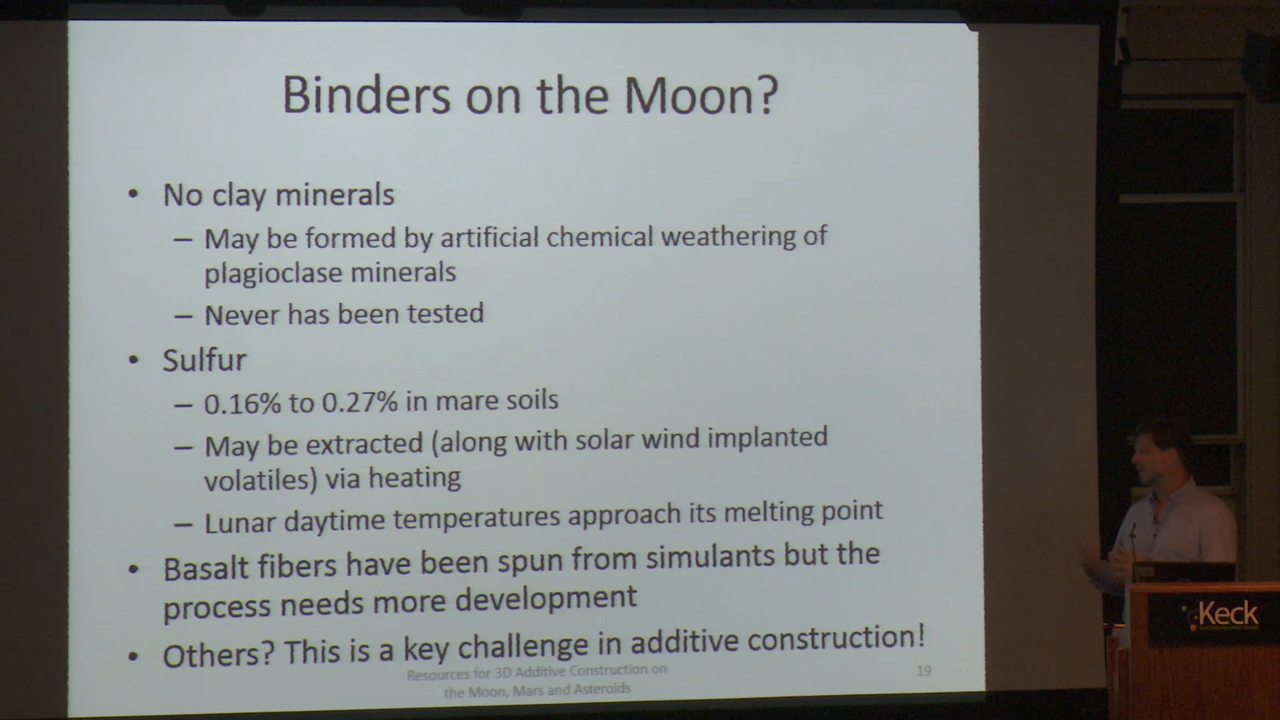 Binders on the Moon?
• No clay minerals
– May be formed by artificial chemical weathering of
plagioclase minerals
– Never has been tested
• Sulfur
– 0.16% to 0.27% in mare soils
– May be extracted (along with solar wind implanted
volatiles) via heating
– Lunar daytime temperatures approach its melting point
• Basalt fibers have been spun from simulants but the
process needs more development
• Others? This is a key challenge in additive construction!
Resources for 3D Additive Construction on
the Moon, Mars and Asteroids
19
Keck